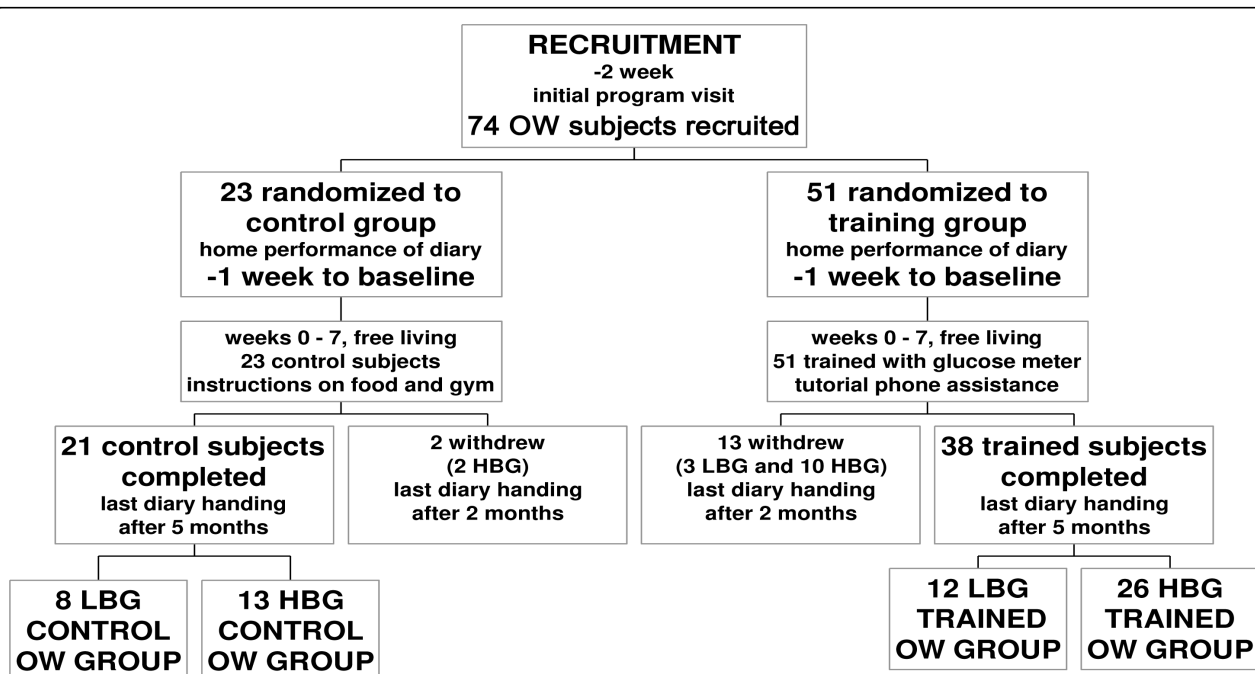 RECRUITMENT
-2 week
initial program visit
74 OW subjects recruited
23 randomized to
control group
home performance of diary
-1 week to baseline
51 randomized to
training group
home performance of diary
-1 week to baseline
weeks 0 - 7, free living
23 control subjects
instructions on food and gym
weeks 0 - 7, free living
51 trained with glucose meter
tutorial phone assistance
21 control subjects
completed
last diary handing
after 5 months
2 withdrew
(2 HBG)
last diary handing
after 2 months
13 withdrew
(3 LBG and 10 HBG)
last diary handing
after 2 months
38 trained subjects
completed
last diary handing
after 5 months
8 LBG
CONTROL
OW GROUP
13 HBG
CONTROL
OW GROUP
12 LBG
TRAINED
OW GROUP
26 HBG
TRAINED
OW GROUP